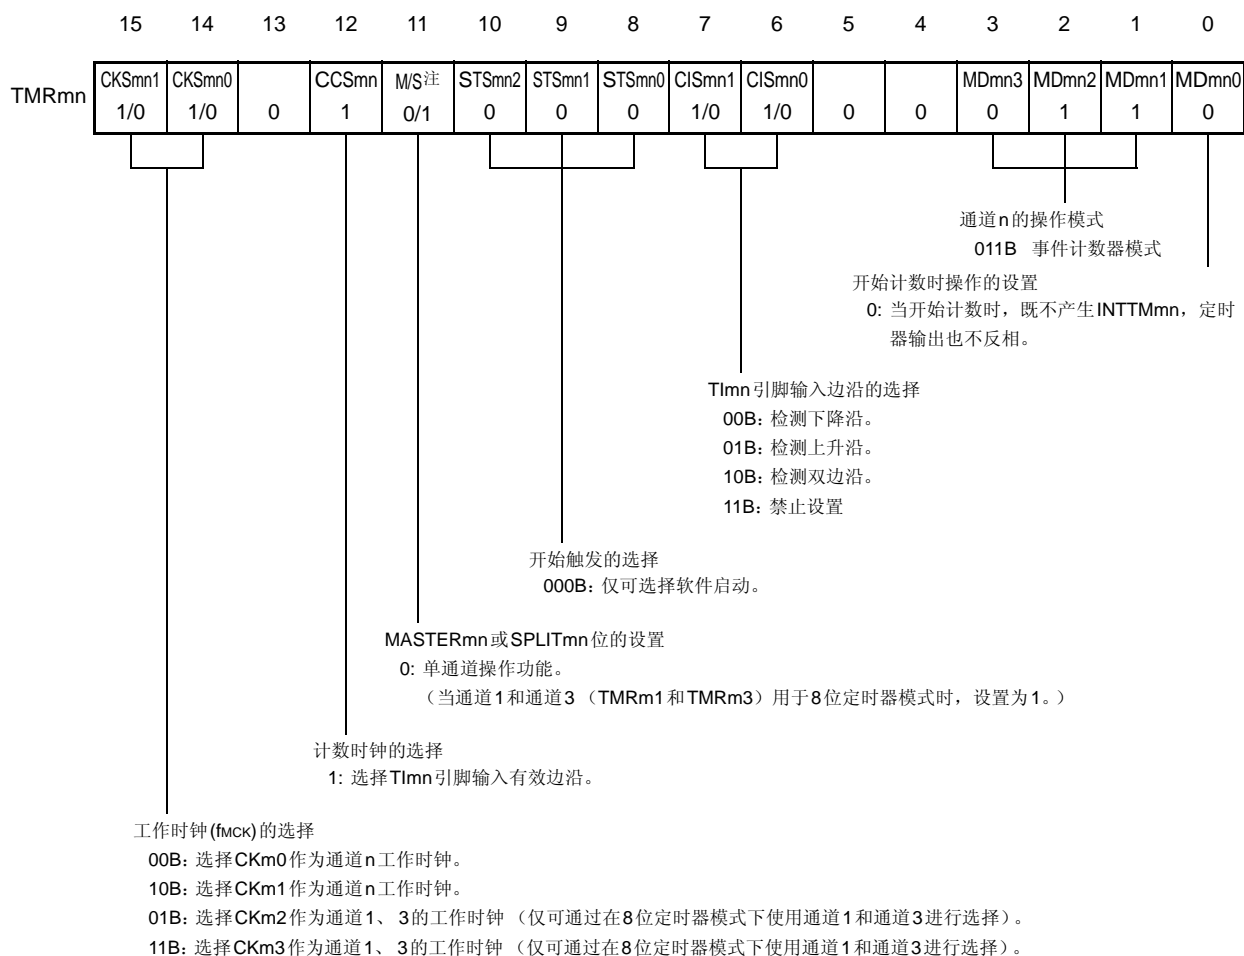 15 14 13 12 11 10 9 8 7 6 5 4 3 2 1 0
TMRmn
CKSmn1 CKSmn0 CCSmn M/S注 STSmn2 STSmn1 STSmn0 CISmn1 CISmn0 MDmn3 MDmn2 MDmn1 MDmn0
1/0 1/0 0 1 0/1 0 0 0 1/0 1/0 0 0 0 1 1 0
通道n的操作模式
011B 事件计数器模式
开始计数时操作的设置
0: 当开始计数时，既不产生INTTMmn，定时
器输出也不反相。
TImn引脚输入边沿的选择
00B: 检测下降沿。
01B: 检测上升沿。
10B: 检测双边沿。
11B: 禁止设置
开始触发的选择
000B: 仅可选择软件启动。
MASTERmn或SPLITmn位的设置
0: 单通道操作功能。
（当通道1和通道3 （TMRm1和TMRm3）用于8位定时器模式时，设置为1。）
计数时钟的选择
1: 选择TImn引脚输入有效边沿。
工作时钟(fMCK)的选择
00B: 选择CKm0作为通道n工作时钟。
10B: 选择CKm1作为通道n工作时钟。
01B: 选择CKm2作为通道1、 3的工作时钟 （仅可通过在8位定时器模式下使用通道1和通道3进行选择）。
11B: 选择CKm3作为通道1、 3的工作时钟 （仅可通过在8位定时器模式下使用通道1和通道3进行选择）。